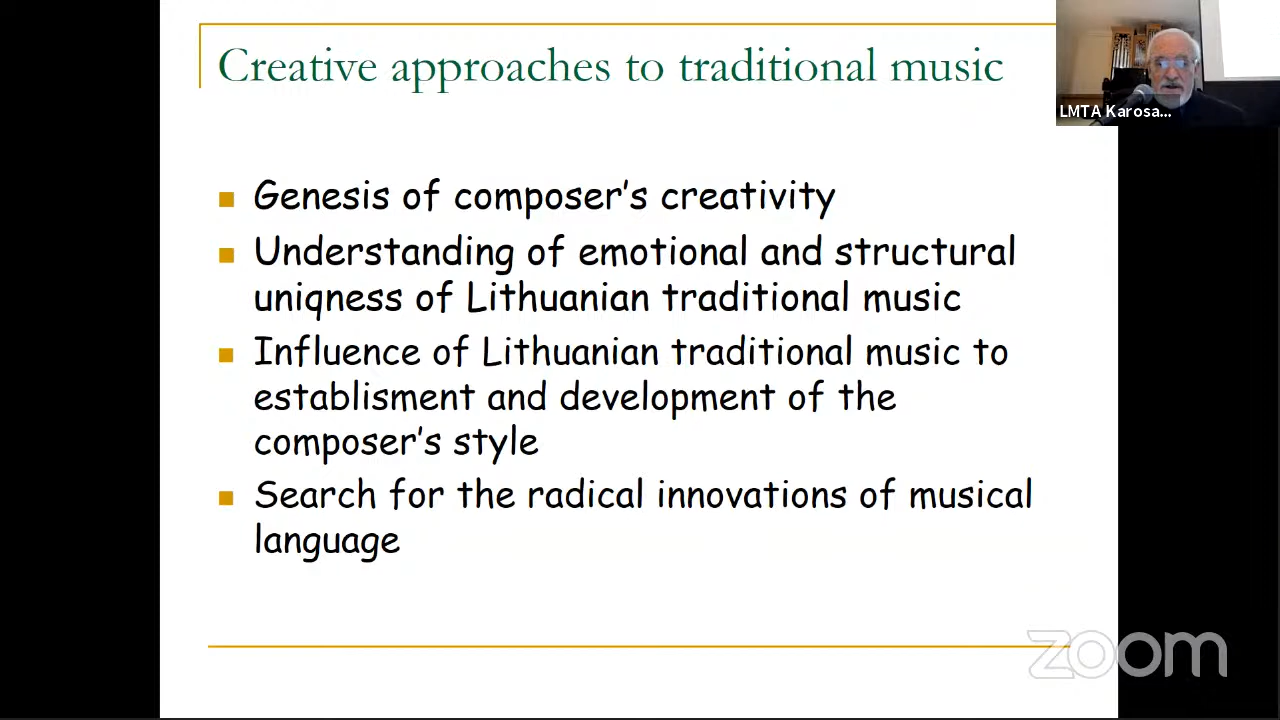 Creative approaches to traditional music
LMTA Karosa...
Genesis of composer's creativity
Understanding of emotional and structural
uniqness of Lithuanian traditional music
Influence of Lithuanian traditional music to
establisment and development of the
composer's style
Search for the radical innovations of musical
language
zoom